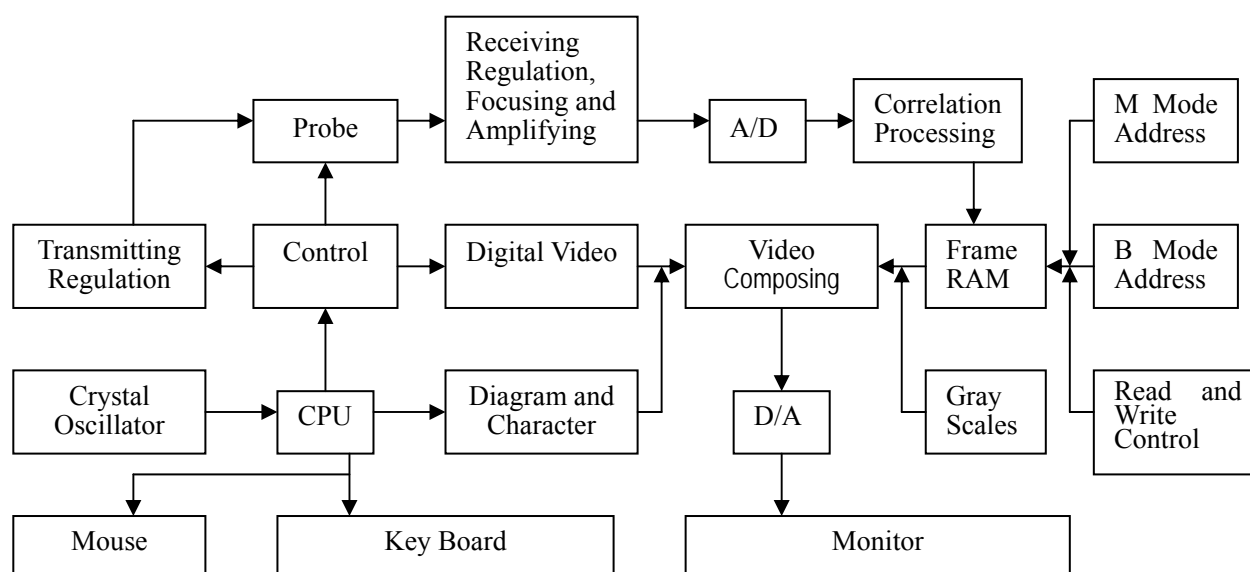 Receiving
Regulation,
Focusing and
Amplifying
Probe
A/D
Correlation
Processing
M Mode
Address
Transmitting
Regulation
Control
Digital Video
Video
Composing
Frame
RAM
B Mode
Address
Crystal
Oscillator
CPU
Diagram and
Character
D/A
Gray
Scales
Read and
Write
Control
Mouse
Key Board
Monitor